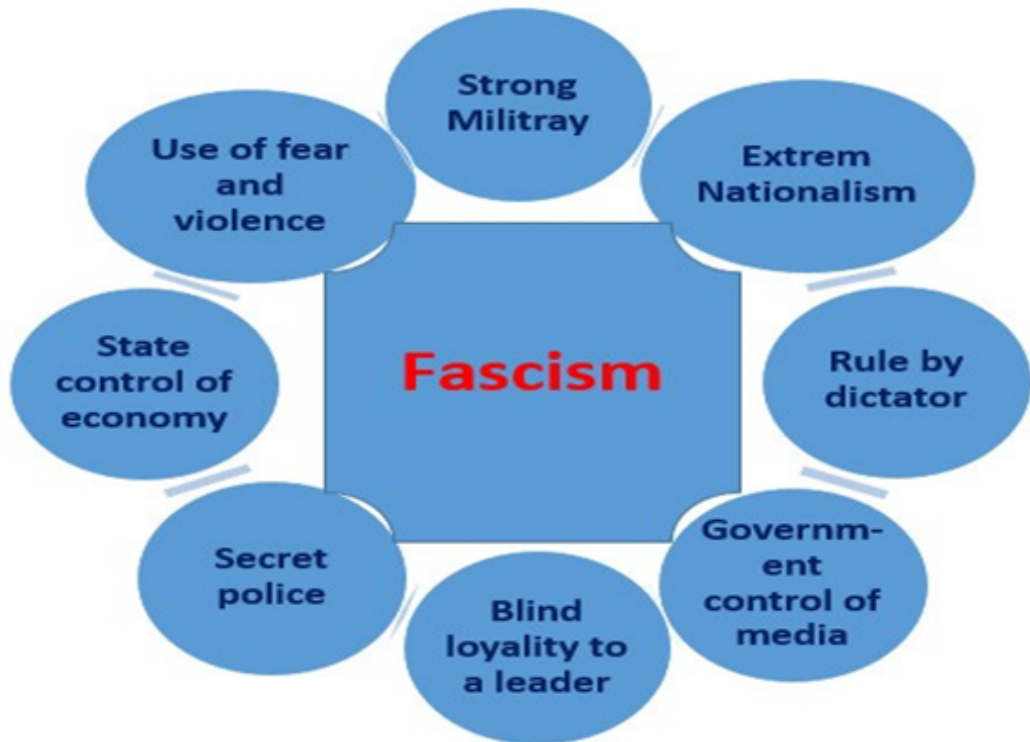 Strong
Militray
Extrem
Nationalism
Rule by
dictator
Governm-
ent
control of
media
Blind
loyality to
a leader
Secret
police
State
control of
economy
Use of fear
and
violence
Fascism